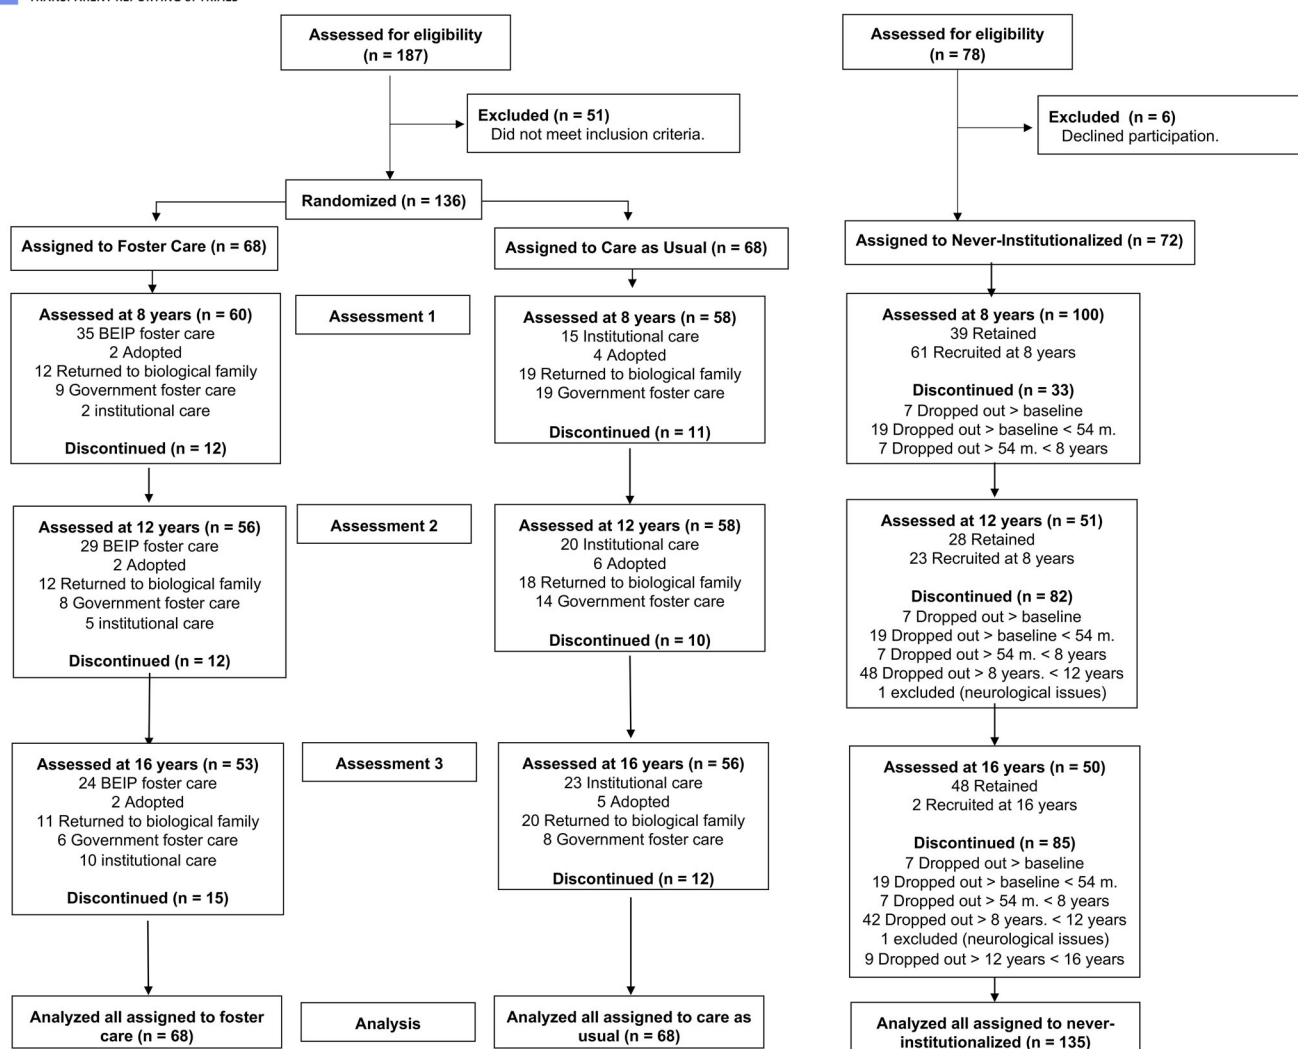 TRANSPARENT REPORTING of TRIALS
Assessed for eligibility
(n = 187)
Excluded (n = 51)
Did not meet inclusion criteria.
Randomized (n = 136)
Assigned to Foster Care (n = 68)
Assigned to Care as Usual (n = 68)
Assessed for eligibility
(n = 78)
Excluded (n = 6)
Declined participation.
Assigned to Never-Institutionalized (n = 72)
Assessed at 8 years (n = 60)
35 BEIP foster care
2 Adopted
12 Returned to biological family
9 Government foster care
2 institutional care
Discontinued (n = 12)
Assessment 1
Assessed at 8 years (n = 58)
15 Institutional care
4 Adopted
19 Returned to biological family
19 Government foster care
Discontinued (n = 11)
Assessed at 8 years (n = 100)
39 Retained
61 Recruited at 8 years
Discontinued (n = 33)
7 Dropped out > baseline
19 Dropped out > baseline < 54 m.
7 Dropped out > 54 m. < 8 years
Assessed at 12 years (n = 56)
29 BEIP foster care
2 Adopted
12 Returned to biological family
8 Government foster care
5 institutional care
Discontinued (n = 12)
Assessment 2
Assessed at 12 years (n = 58)
20 Institutional care
6 Adopted
18 Returned to biological family
14 Government foster care
Discontinued (n = 10)
Assessed at 12 years (n = 51)
28 Retained
23 Recruited at 8 years
Discontinued (n = 82)
7 Dropped out > baseline
19 Dropped out > baseline < 54 m.
7 Dropped out > 54 m. < 8 years
48 Dropped out > 8 years. < 12 years
1 excluded (neurological issues)
Assessed at 16 years (n = 53)
24 BEIP foster care
2 Adopted
11 Returned to biological family
6 Government foster care
10 institutional care
Discontinued (n = 15)
Assessment 3
Assessed at 16 years (n = 56)
23 Institutional care
5 Adopted
20 Returned to biological family
8 Government foster care
Discontinued (n = 12)
Assessed at 16 years (n = 50)
48 Retained
2 Recruited at 16 years
Discontinued (n = 85)
7 Dropped out > baseline
19 Dropped out > baseline < 54 m.
7 Dropped out > 54 m. < 8 years
42 Dropped out > 8 years. < 12 years
1 excluded (neurological issues)
9 Dropped out > 12 years < 16 years
Analyzed all assigned to foster
care (n = 68)
Analysis
Analyzed all assigned to care as
usual (n = 68)
Analyzed all assigned to never-
institutionalized (n = 135)